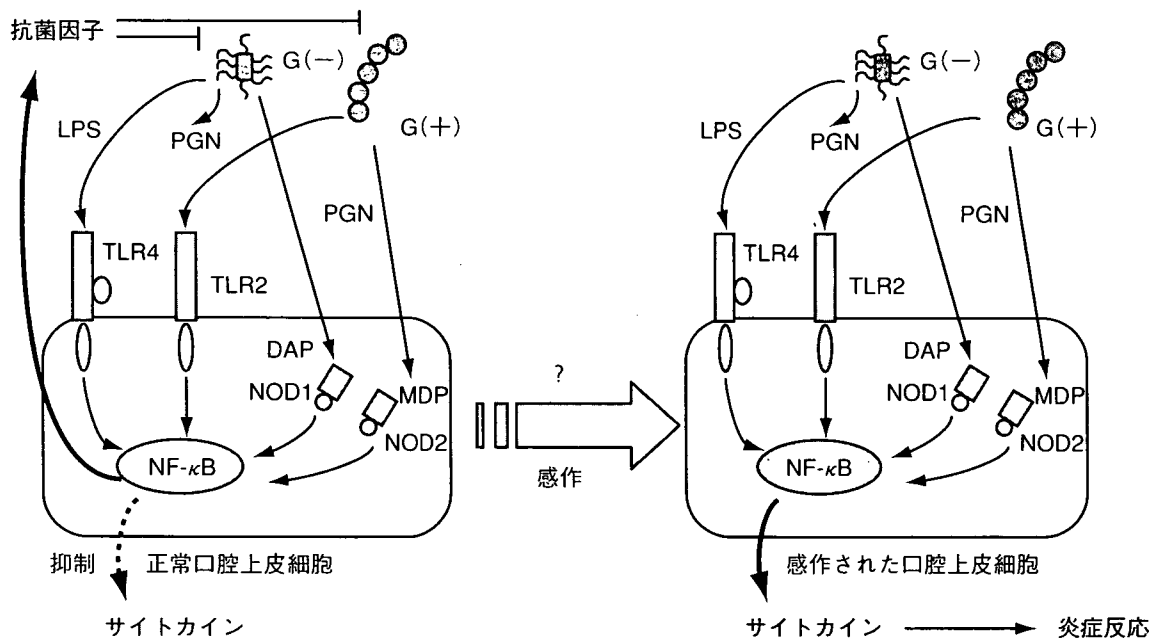 抗菌因子
G(−)
LPS
PGN
G(+)
PGN
TLR4
TLR2
DAP
NOD1
MDP
NOD2
NF-κB
抑制
正常口腔上皮細胞
サイトカイン
?
感作
G(−)
LPS
PGN
G(+)
PGN
TLR4
TLR2
DAP
NOD1
MDP
NOD2
NF-κB
感作された口腔上皮細胞
サイトカイン
炎症反応